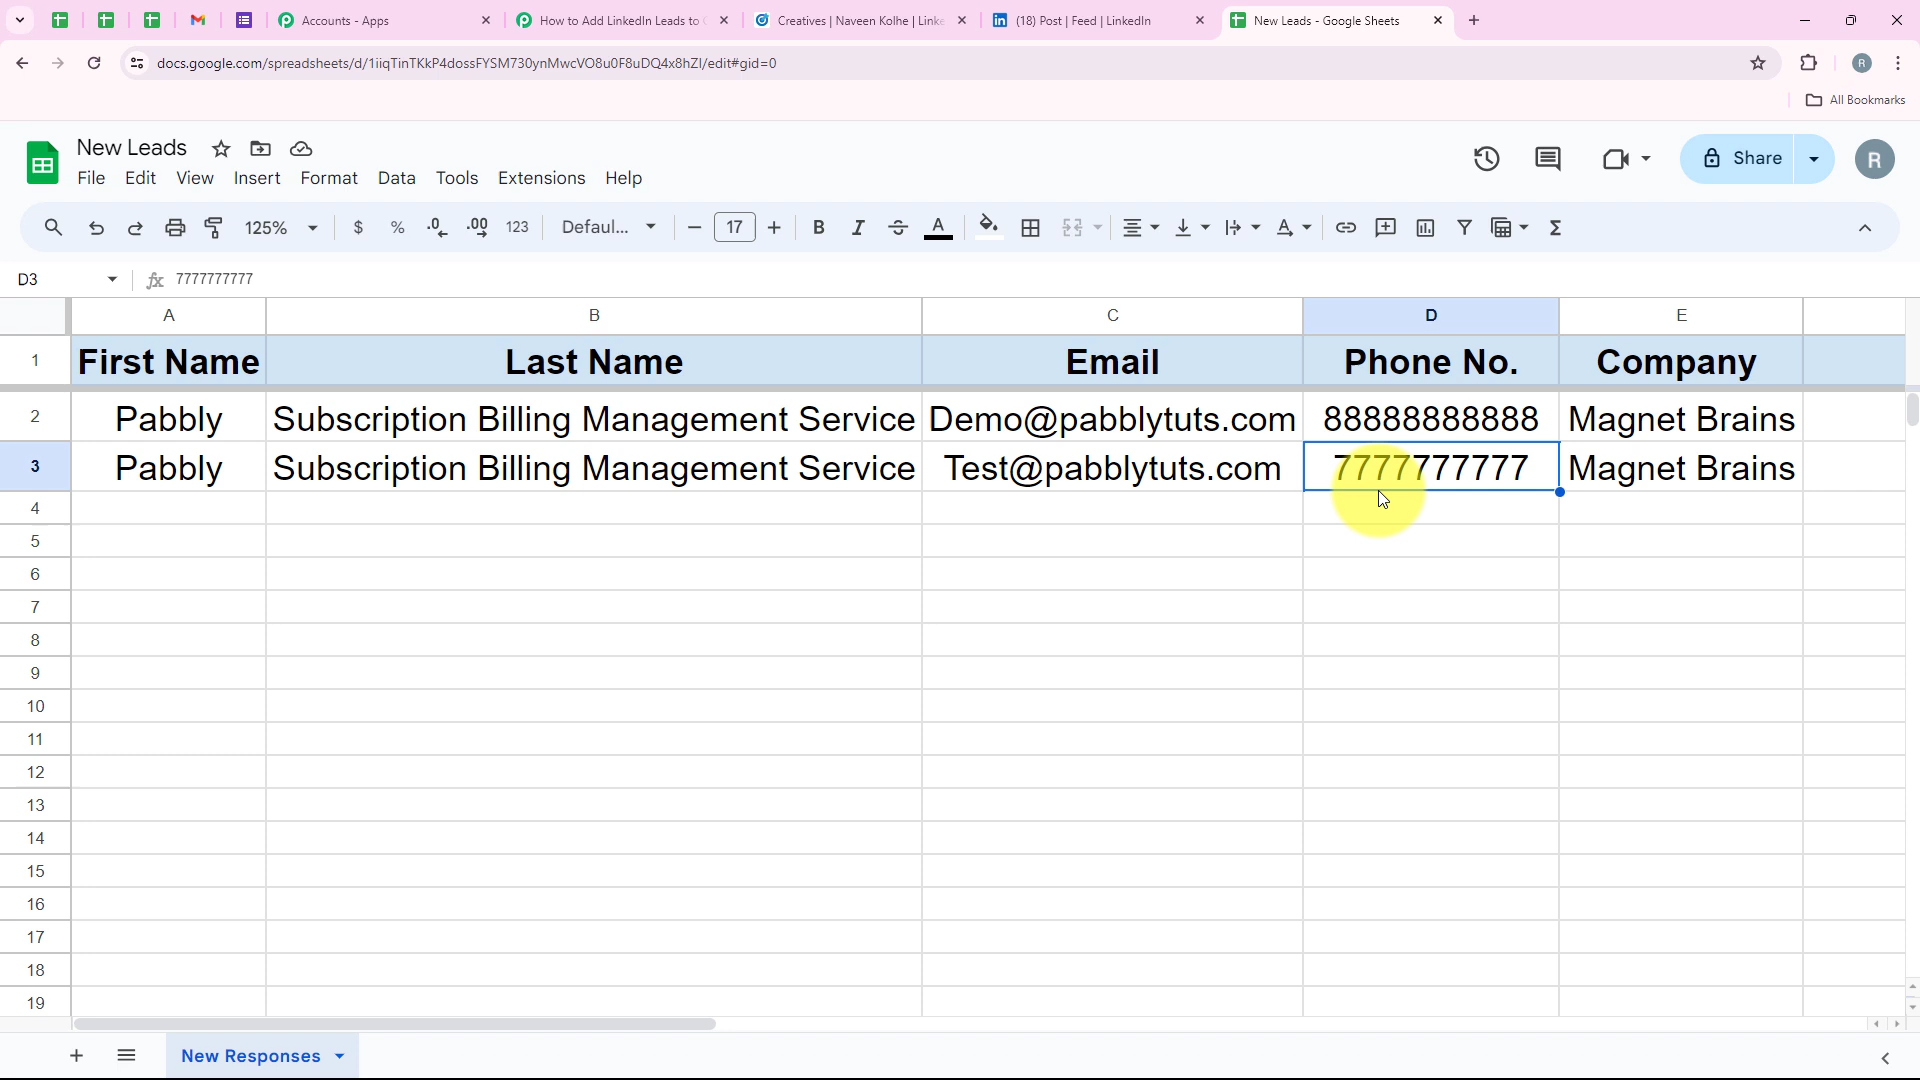 Accounts - Apps
How to Add LinkedIn Leads to
Creatives | Naveen Kolhe | Linke
(18) Post | Feed | LinkedIn
New Leads - Google Sheets
docs.google.com/spreadsheets/d/1iiqTinTKkP4dossFYSM730ynMwcVO8u0F8uDQ4x8hZI/edit#gid=0
R
All Bookmarks
New Leads
File Edit View Insert Format Data Tools Extensions Help
Share
R
125% $ % .0 .00 123 Defaul... 17 B I A
D3 fx 7777777777
A B C D E
1 First Name Last Name Email Phone No. Company
2 Pabbly Subscription Billing Management Service Demo@pabblytuts.com 88888888888 Magnet Brains
3 Pabbly Subscription Billing Management Service Test@pabblytuts.com 7777777777 Magnet Brains
4
5
6
7
8
9
10
11
12
13
14
15
16
17
18
19
New Responses